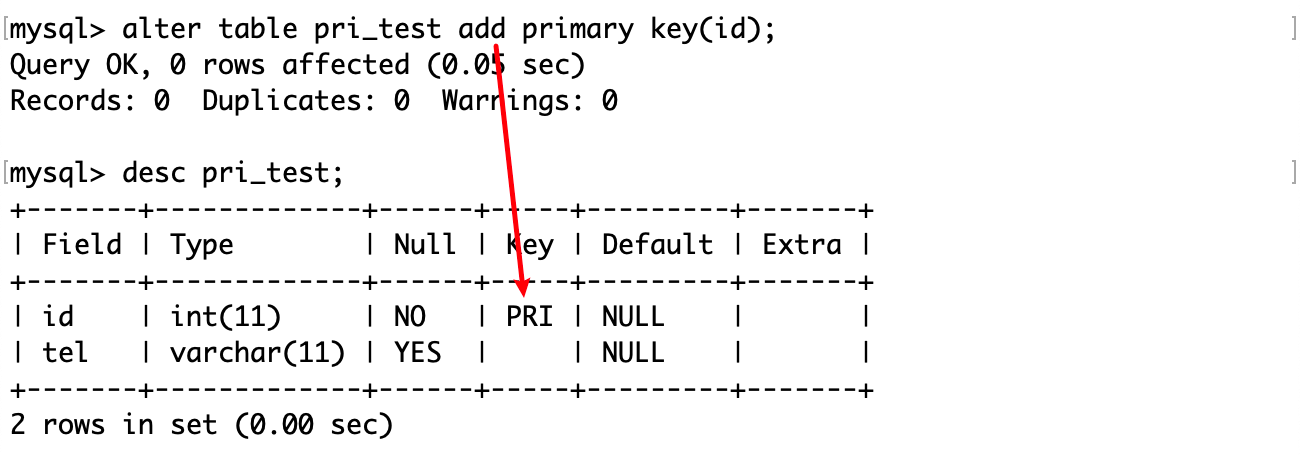 [mysql> alter table pri_test add primary key(id); ]
Query OK, 0 rows affected (0.05 sec)
Records: 0  Duplicates: 0  Warnings: 0
[mysql> desc pri_test; ]
+-------+-------------+------+-----+---------+-------+
| Field | Type        | Null | Key | Default | Extra |
+-------+-------------+------+-----+---------+-------+
| id    | int(11)     | NO   | PRI | NULL    |       |
| tel   | varchar(11) | YES  |     | NULL    |       |
+-------+-------------+------+-----+---------+-------+
2 rows in set (0.00 sec)